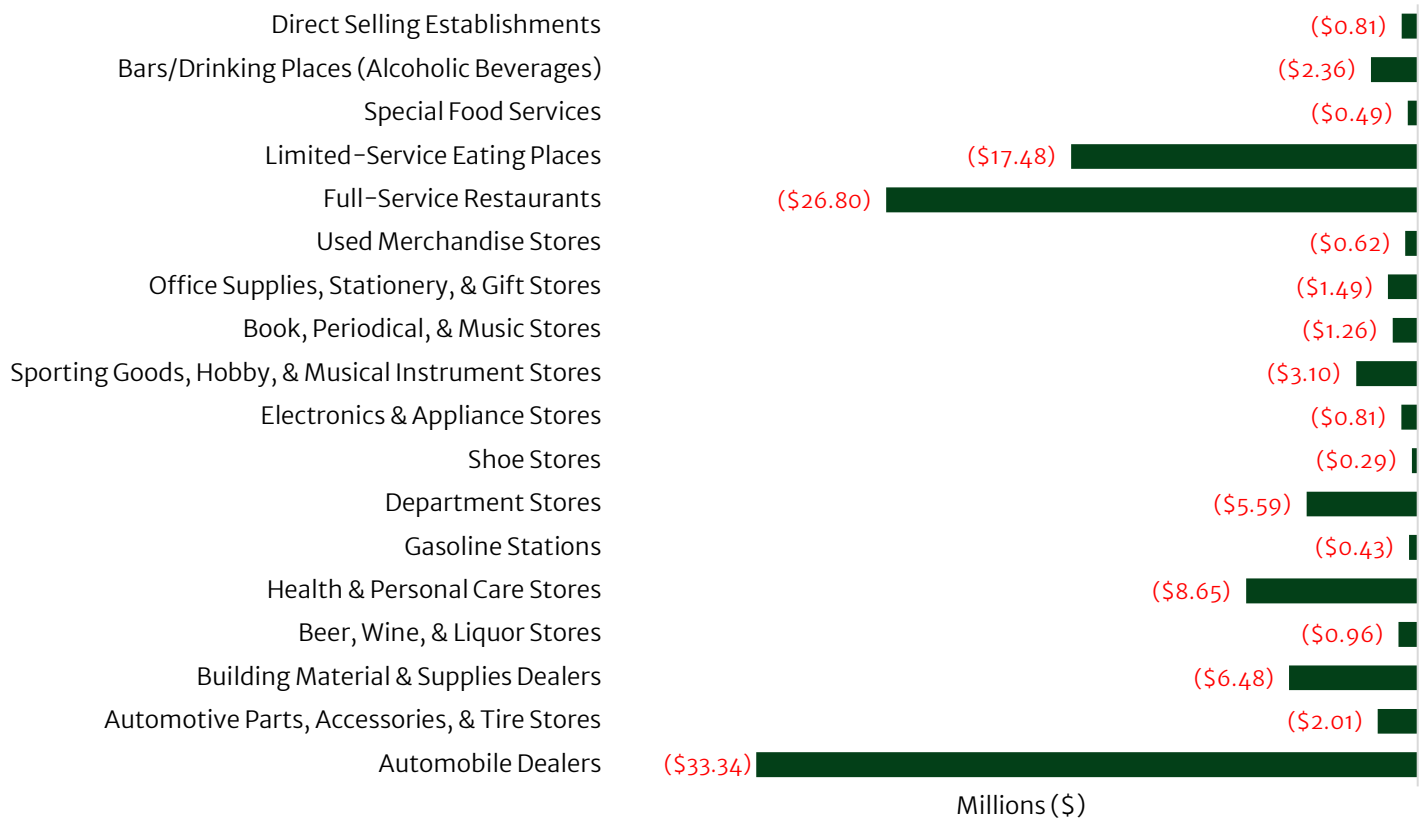 Direct Selling Establishments ($0.81)
Bars/Drinking Places (Alcoholic Beverages) ($2.36)
Special Food Services ($0.49)
Limited-Service Eating Places ($17.48)
Full-Service Restaurants ($26.80)
Used Merchandise Stores ($0.62)
Office Supplies, Stationery, & Gift Stores ($1.49)
Book, Periodical, & Music Stores ($1.26)
Sporting Goods, Hobby, & Musical Instrument Stores ($3.10)
Electronics & Appliance Stores ($0.81)
Shoe Stores ($0.29)
Department Stores ($5.59)
Gasoline Stations ($0.43)
Health & Personal Care Stores ($8.65)
Beer, Wine, & Liquor Stores ($0.96)
Building Material & Supplies Dealers ($6.48)
Automotive Parts, Accessories, & Tire Stores ($2.01)
Automobile Dealers ($33.34)
Millions ($)